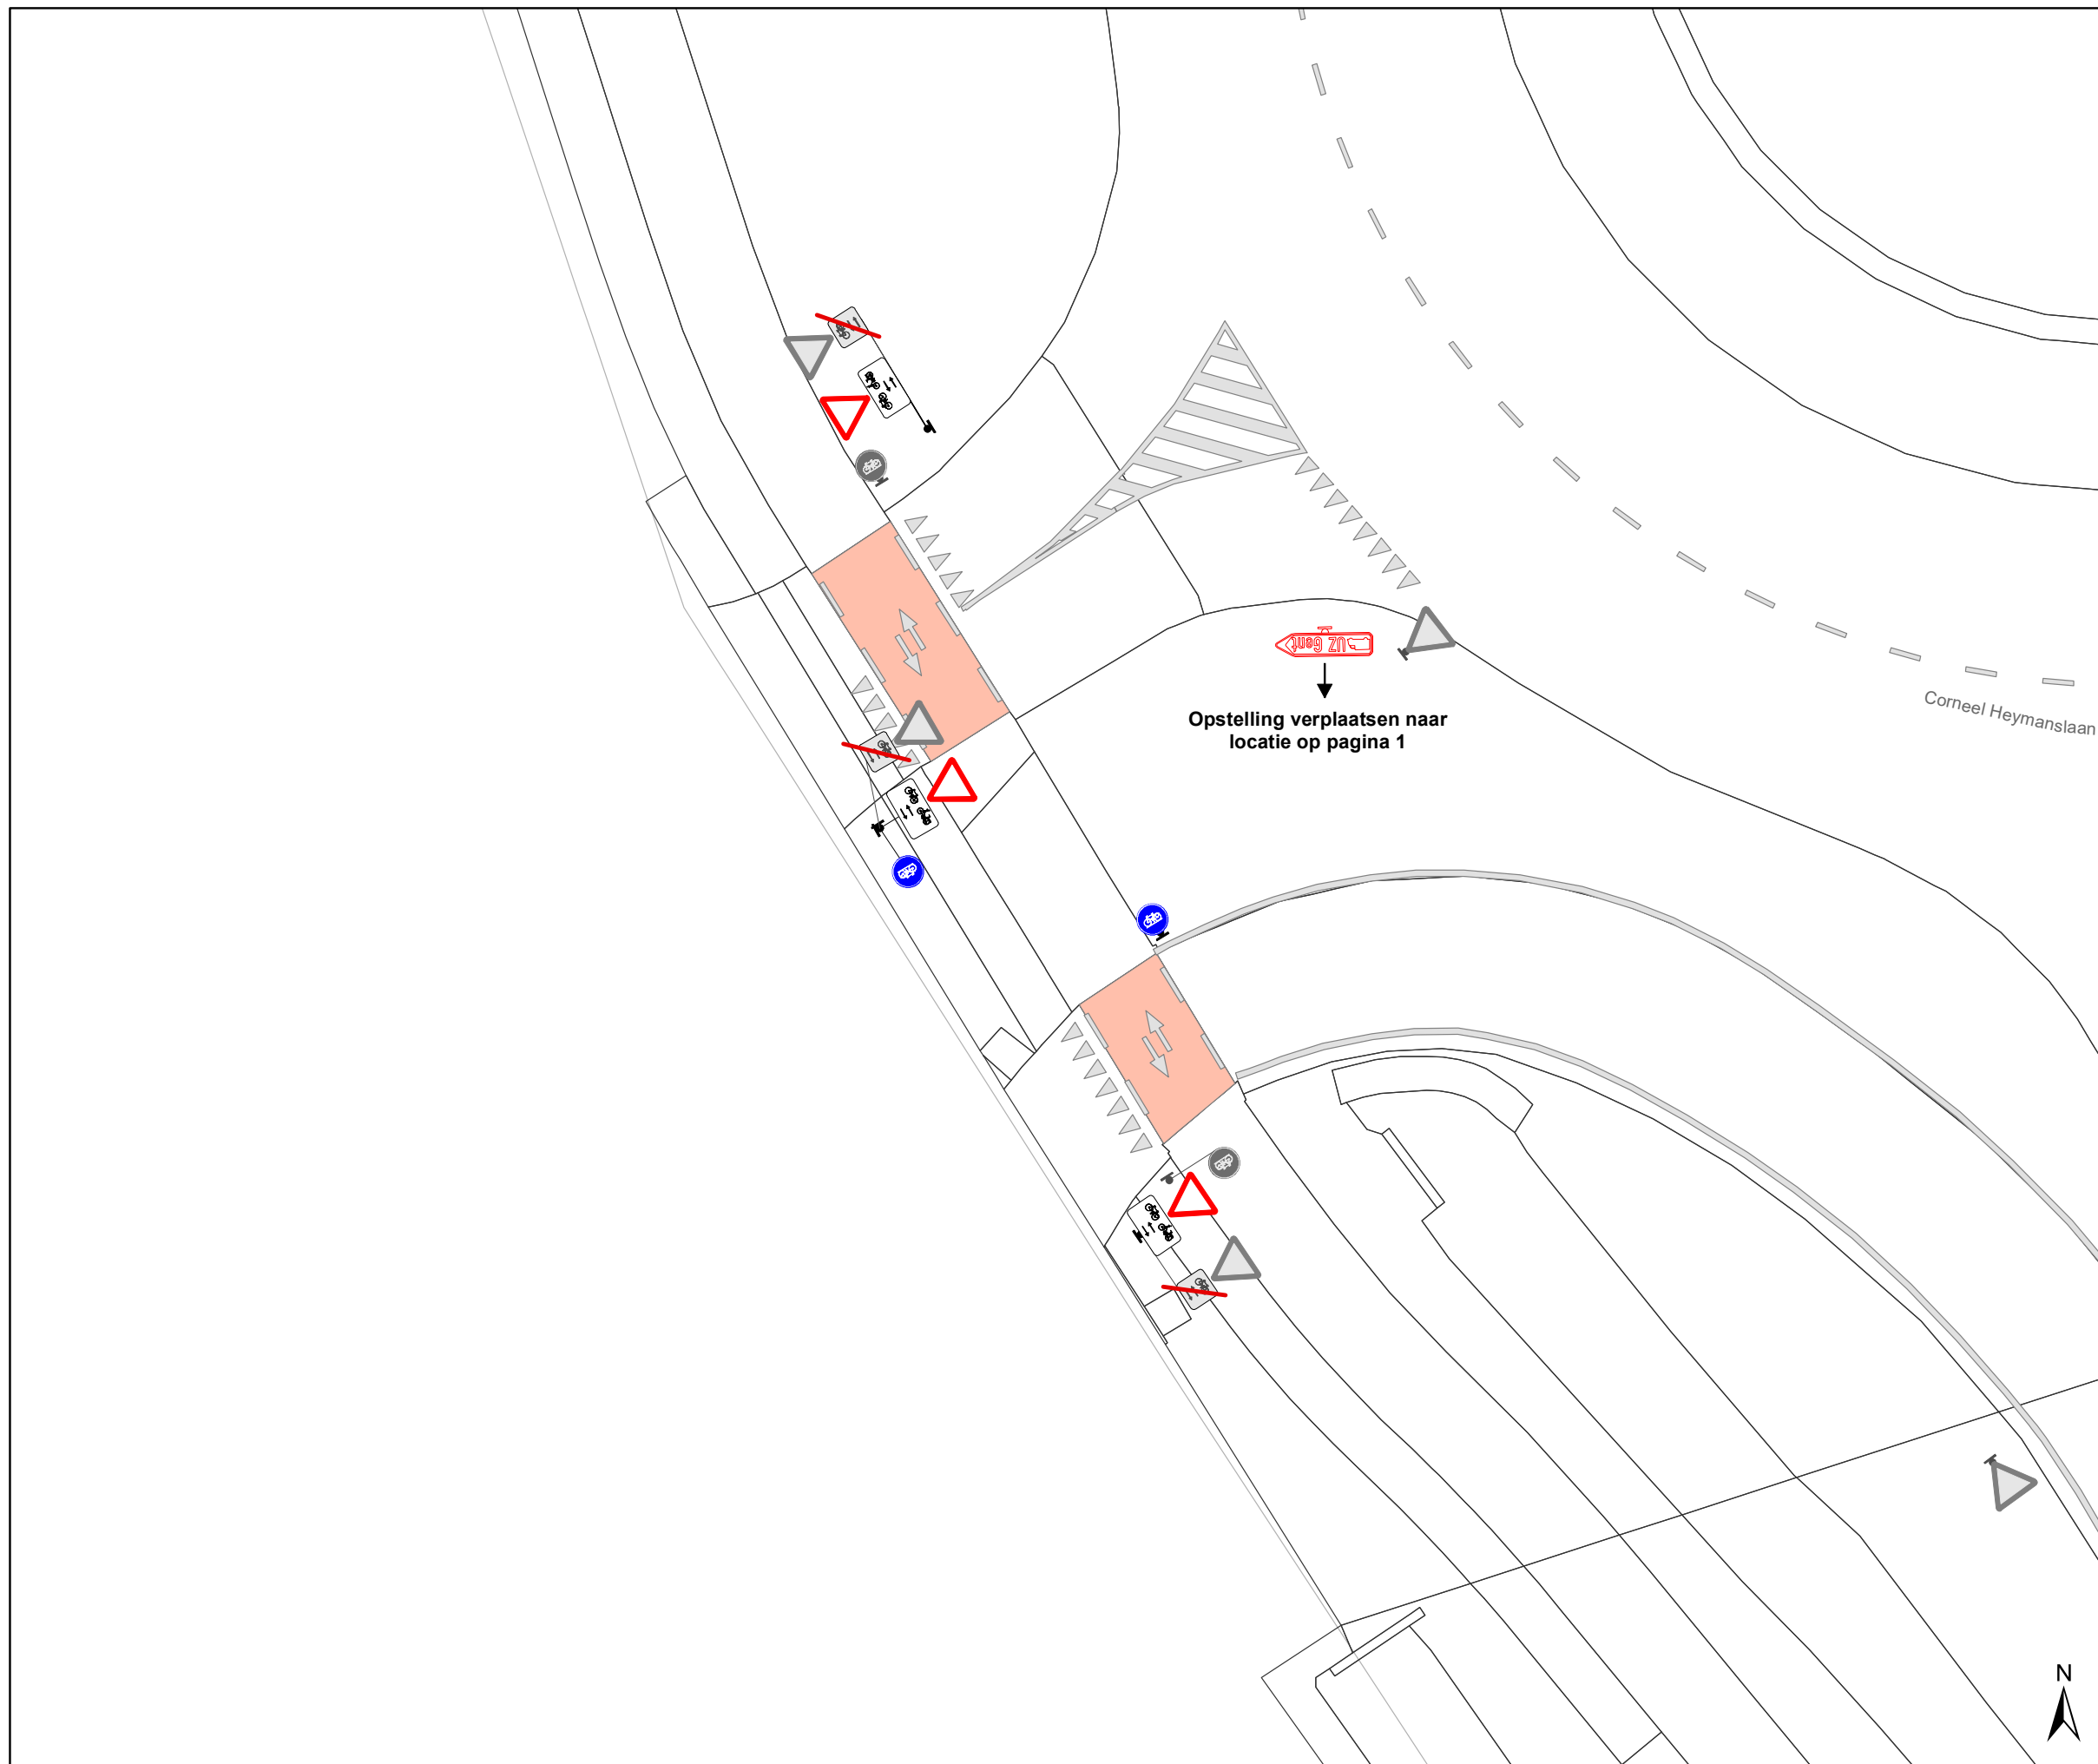 UZ Gent
Opstelling verplaatsen naar
locatie op pagina 1
Corneel Heymanslaan
N